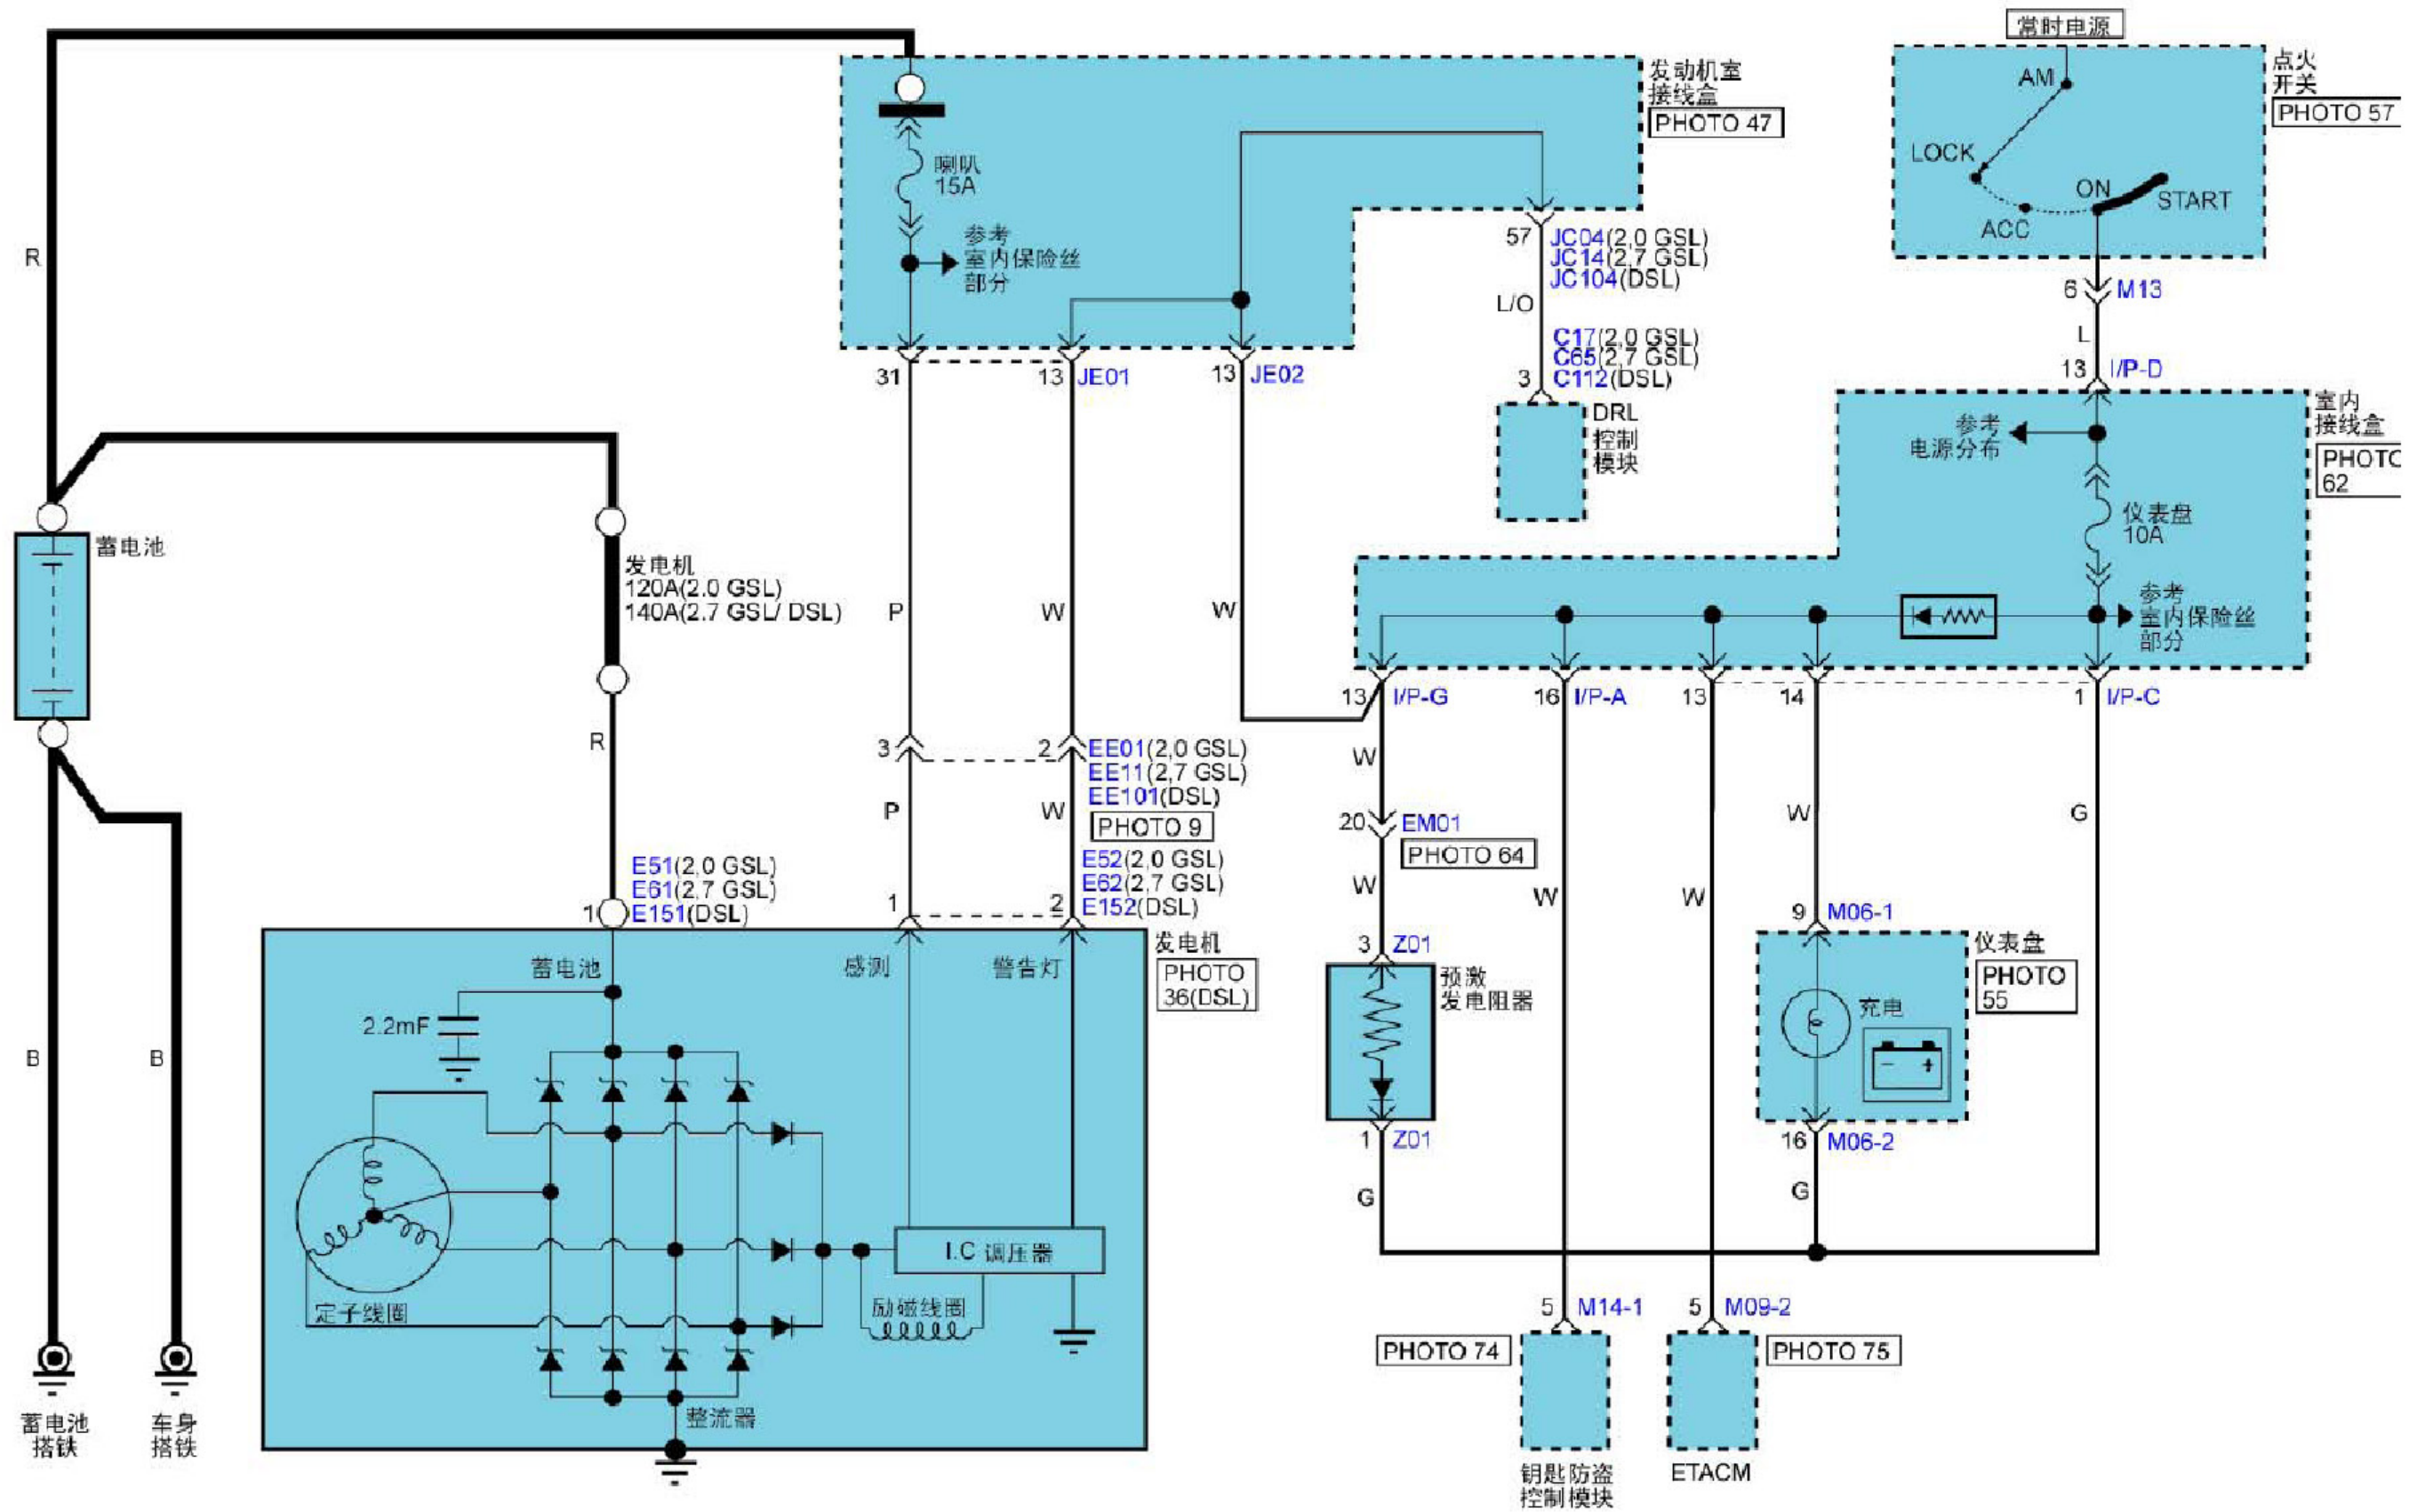 常时电源
点火
开关
PHOTO 57
AM
LOCK
ON
START
ACC
6
M13
L
13
I/P-D
发动机室
接线盒
PHOTO 47
喇叭
15A
参考
室内保险丝
部分
31
13
JE01
13
JE02
57
JC04(2,0 GSL)
JC14(2,7 GSL)
JC104(DSL)
L/O
C17(2,0 GSL)
C65(2,7 GSL)
3
C112(DSL)
DRL
控制
模块
室内
接线盒
PHOTO
62
参考
电源分布
仪表盘
10A
参考
室内保险丝
部分
13
I/P-G
16
I/P-A
13
14
1
I/P-C
R
蓄电池
发电机
120A(2.0 GSL)
140A(2.7 GSL/ DSL)
R
P
W
W
3
2
EE01(2,0 GSL)
EE11(2,7 GSL)
EE101(DSL)
PHOTO 9
P
W
E51(2,0 GSL)
E61(2,7 GSL)
1
E151(DSL)
1
2
E52(2,0 GSL)
E62(2,7 GSL)
E152(DSL)
发电机
PHOTO
36(DSL)
蓄电池
感测
警告灯
2.2mF
定子线圈
I.C 调压器
励磁线圈
整流器
B
B
蓄电池
搭铁
车身
搭铁
W
20
EM01
PHOTO 64
W
3
Z01
预激
发电阻器
1
Z01
G
W
W
W
G
9
M06-1
仪表盘
PHOTO
55
充电
- +
16
M06-2
G
5
M14-1
5
M09-2
PHOTO 74
PHOTO 75
钥匙防盗
控制模块
ETACM